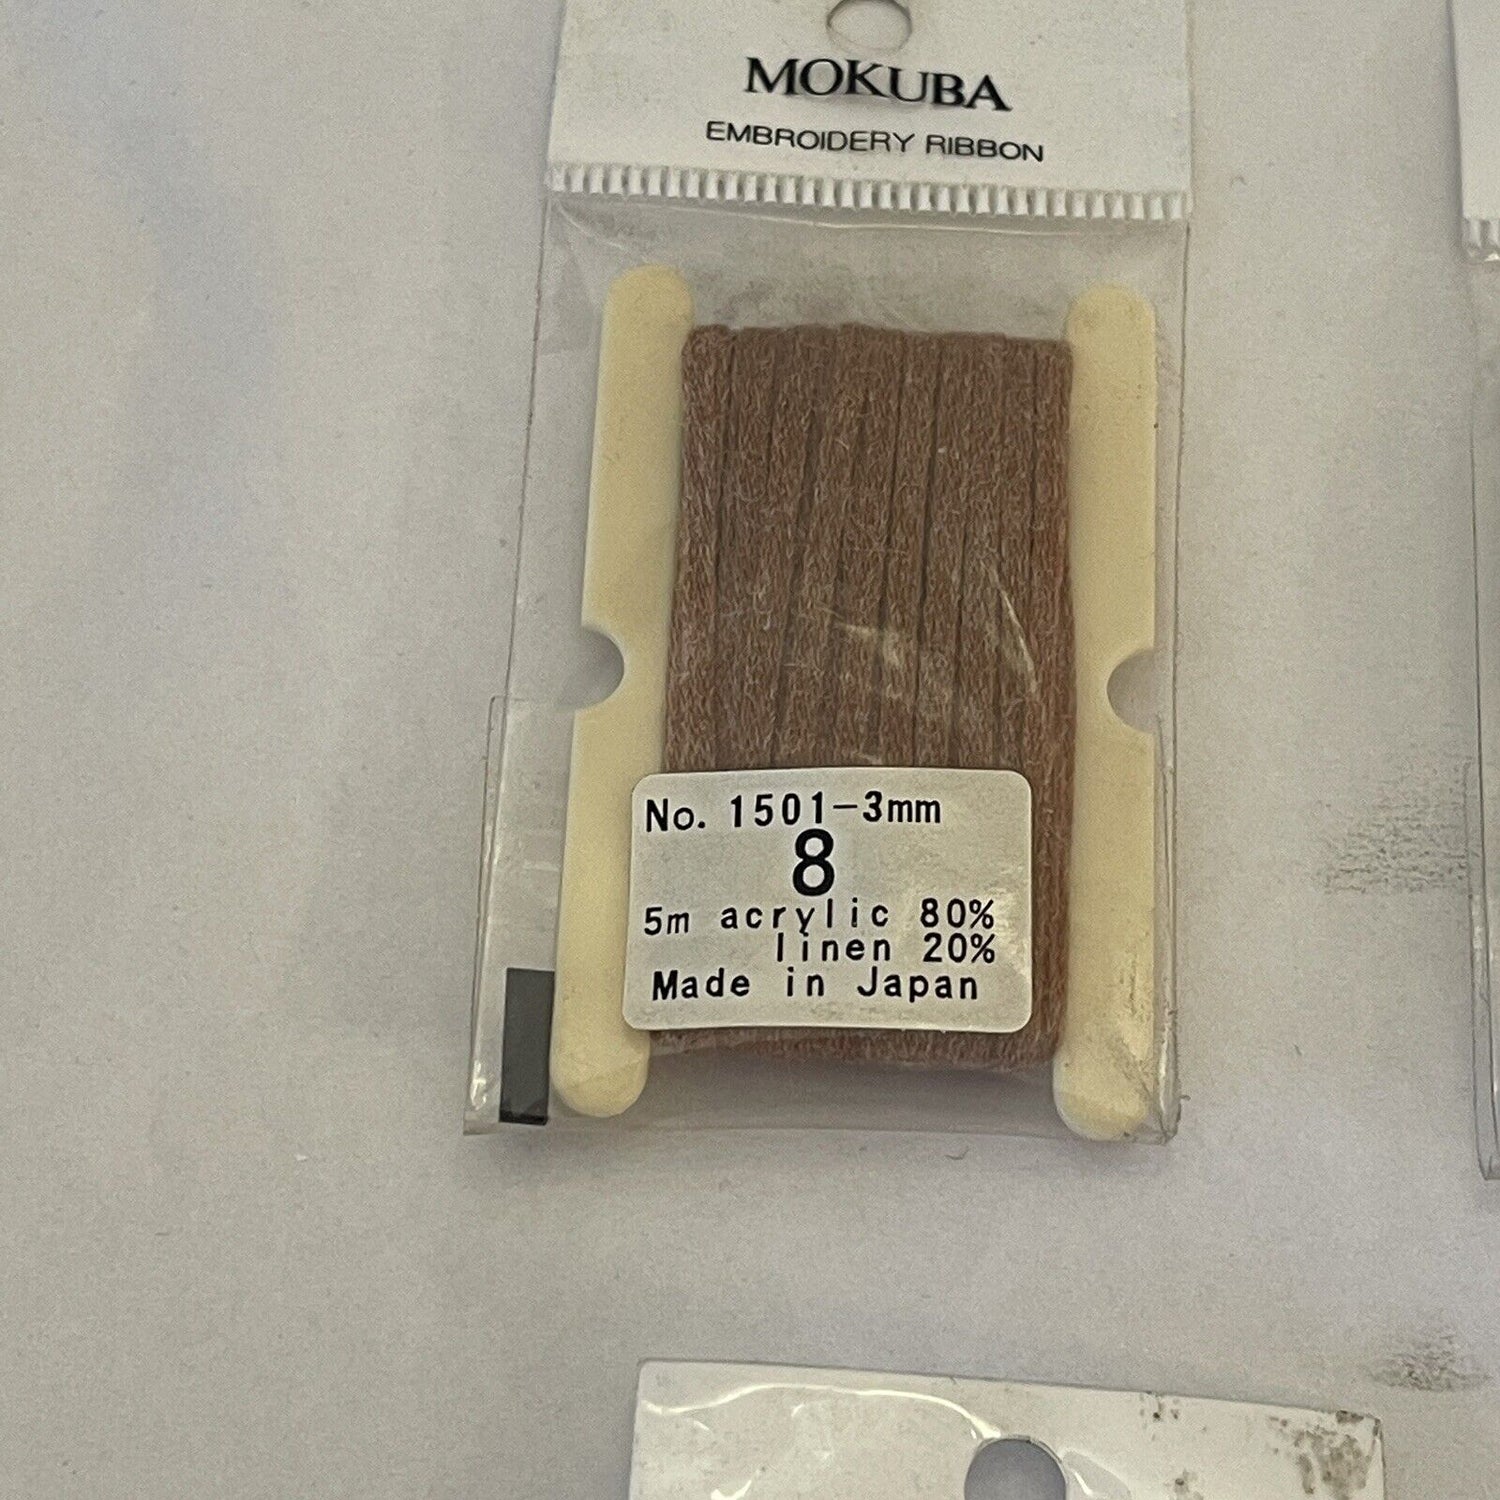 MOKUBA
EMBROIDERY RIBBON
No. 1501-3mm
8
5m acrylic 80%
linen 20%
Made in Japan